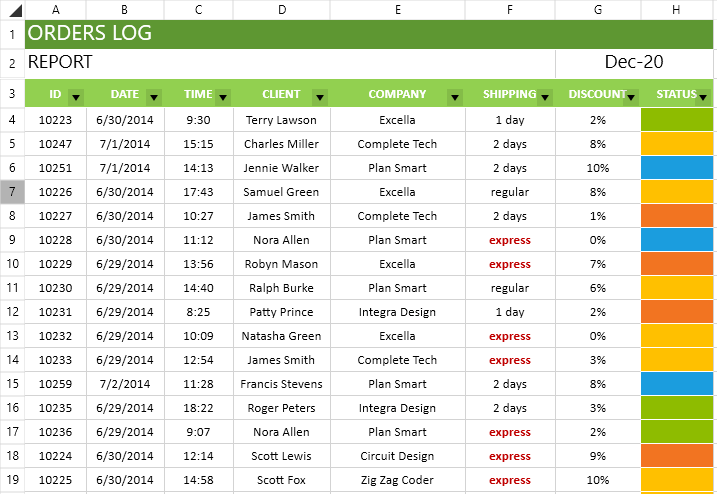 A B C D E F G H
1 ORDERS LOG
2 REPORT Dec-20
3 ID DATE TIME CLIENT COMPANY SHIPPING DISCOUNT STATUS
4 10223 6/30/2014 9:30 Terry Lawson Excella 1 day 2%
5 10247 7/1/2014 15:15 Charles Miller Complete Tech 2 days 8%
6 10251 7/1/2014 14:13 Jennie Walker Plan Smart 2 days 10%
7 10226 6/30/2014 17:43 Samuel Green Excella regular 8%
8 10227 6/30/2014 10:27 James Smith Complete Tech 2 days 1%
9 10228 6/30/2014 11:12 Nora Allen Plan Smart express 0%
10 10229 6/29/2014 13:56 Robyn Mason Excella express 7%
11 10230 6/29/2014 14:40 Ralph Burke Plan Smart regular 6%
12 10231 6/29/2014 8:25 Patty Prince Integra Design 1 day 2%
13 10232 6/29/2014 10:09 Natasha Green Excella express 0%
14 10233 6/29/2014 12:54 James Smith Complete Tech express 3%
15 10259 7/2/2014 11:28 Francis Stevens Plan Smart 2 days 8%
16 10235 6/29/2014 18:22 Roger Peters Integra Design 2 days 3%
17 10236 6/29/2014 9:07 Nora Allen Plan Smart express 2%
18 10224 6/30/2014 12:14 Scott Lewis Circuit Design express 9%
19 10225 6/30/2014 14:58 Scott Fox Zig Zag Coder express 10%